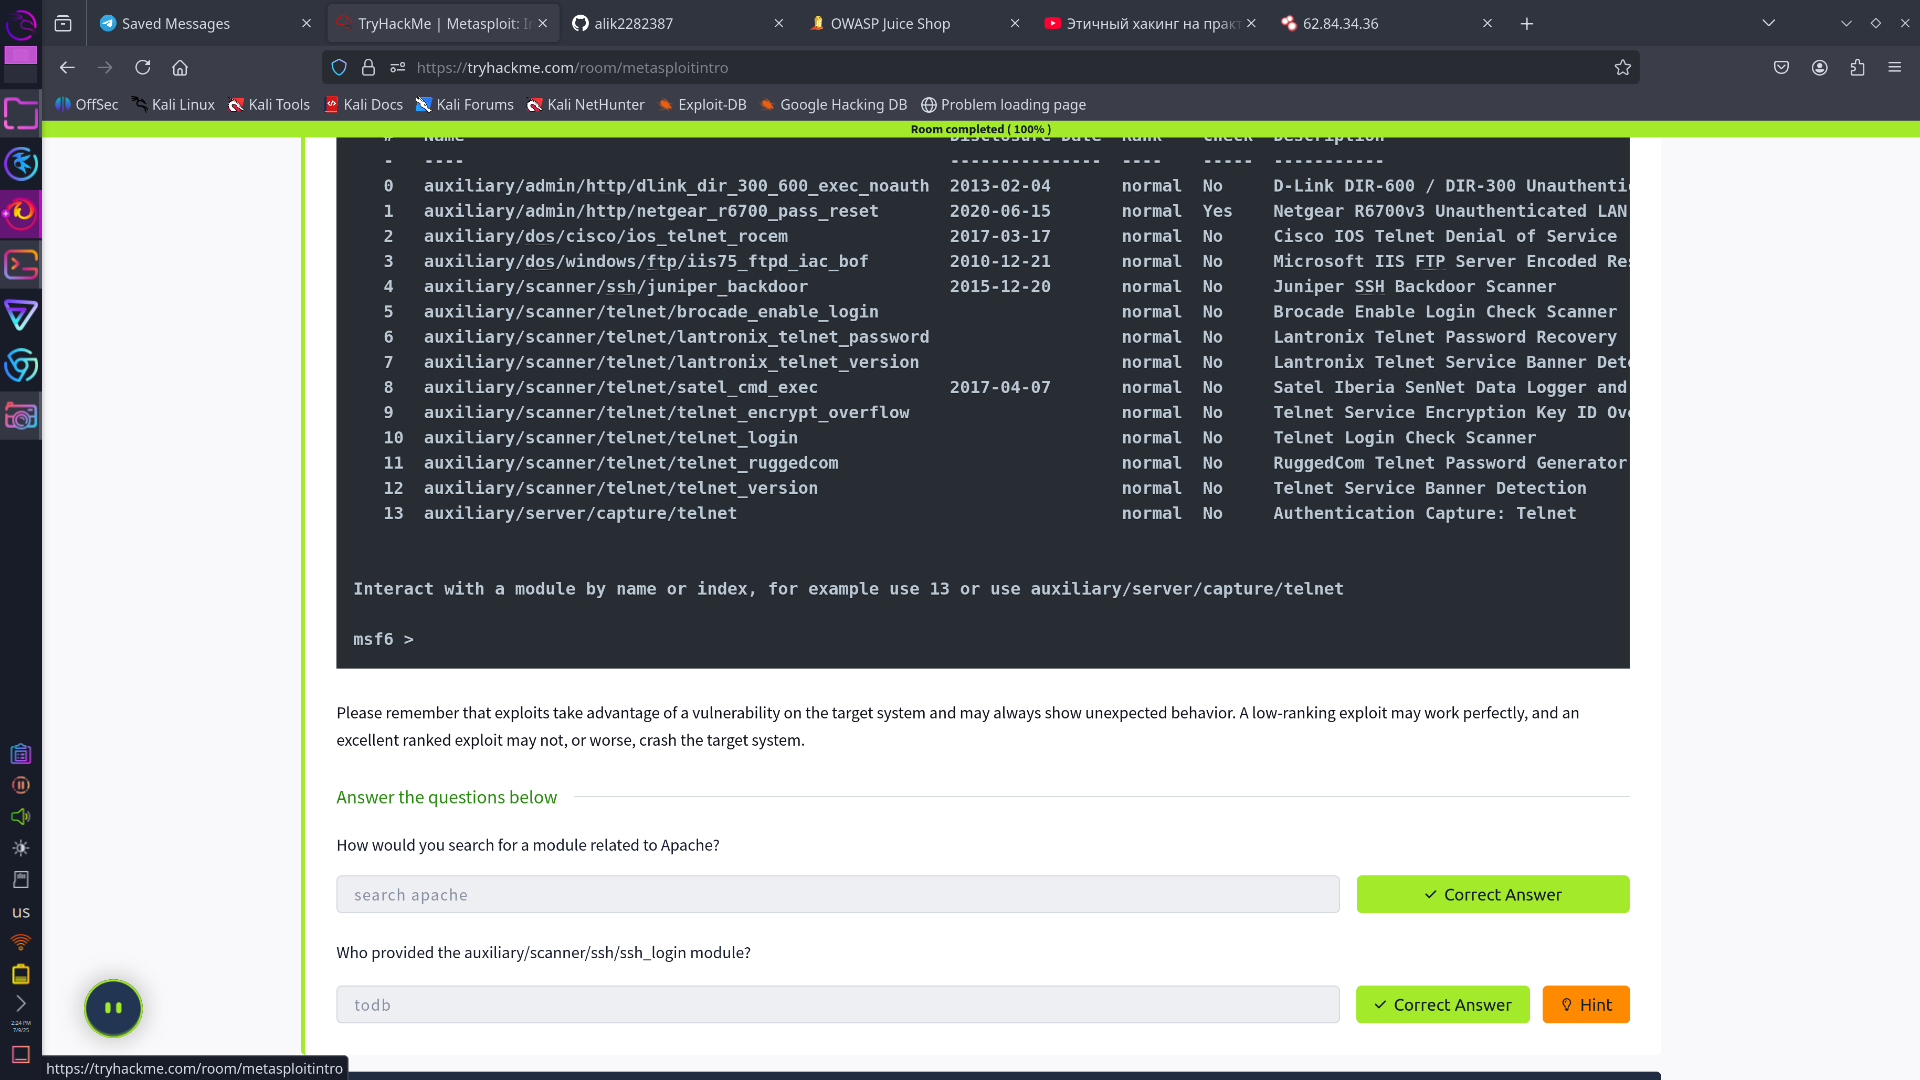 Saved Messages
TryHackMe | Metasploit: I
alik2282387
OWASP Juice Shop
Этичный хакинг на прак
62.84.34.36
https://tryhackme.com/room/metasploitintro
OffSec
Kali Linux
Kali Tools
Kali Docs
Kali Forums
Kali NetHunter
Exploit-DB
Google Hacking DB
Problem loading page
Room completed ( 100% )
# Name Disclosure Date Rank Check Description
- ---- --------------- ---- ----- -----------
0 auxiliary/admin/http/dlink_dir_300_600_exec_noauth 2013-02-04 normal No D-Link DIR-600 / DIR-300 Unauthenti
1 auxiliary/admin/http/netgear_r6700_pass_reset 2020-06-15 normal Yes Netgear R6700v3 Unauthenticated LAN
2 auxiliary/dos/cisco/ios_telnet_rocem 2017-03-17 normal No Cisco IOS Telnet Denial of Service
3 auxiliary/dos/windows/ftp/iis75_ftpd_iac_bof 2010-12-21 normal No Microsoft IIS FTP Server Encoded Res
4 auxiliary/scanner/ssh/juniper_backdoor 2015-12-20 normal No Juniper SSH Backdoor Scanner
5 auxiliary/scanner/telnet/brocade_enable_login normal No Brocade Enable Login Check Scanner
6 auxiliary/scanner/telnet/lantronix_telnet_password normal No Lantronix Telnet Password Recovery
7 auxiliary/scanner/telnet/lantronix_telnet_version normal No Lantronix Telnet Service Banner Dete
8 auxiliary/scanner/telnet/satel_cmd_exec 2017-04-07 normal No Satel Iberia SenNet Data Logger and
9 auxiliary/scanner/telnet/telnet_encrypt_overflow normal No Telnet Service Encryption Key ID Ove
10 auxiliary/scanner/telnet/telnet_login normal No Telnet Login Check Scanner
11 auxiliary/scanner/telnet/telnet_ruggedcom normal No RuggedCom Telnet Password Generator
12 auxiliary/scanner/telnet/telnet_version normal No Telnet Service Banner Detection
13 auxiliary/server/capture/telnet normal No Authentication Capture: Telnet
Interact with a module by name or index, for example use 13 or use auxiliary/server/capture/telnet
msf6 >
Please remember that exploits take advantage of a vulnerability on the target system and may always show unexpected behavior. A low-ranking exploit may work perfectly, and an
excellent ranked exploit may not, or worse, crash the target system.
Answer the questions below
How would you search for a module related to Apache?
search apache
Correct Answer
Who provided the auxiliary/scanner/ssh/ssh_login module?
todb
Correct Answer
Hint
us
2:24 PM
7/9/25
https://tryhackme.com/room/metasploitintro